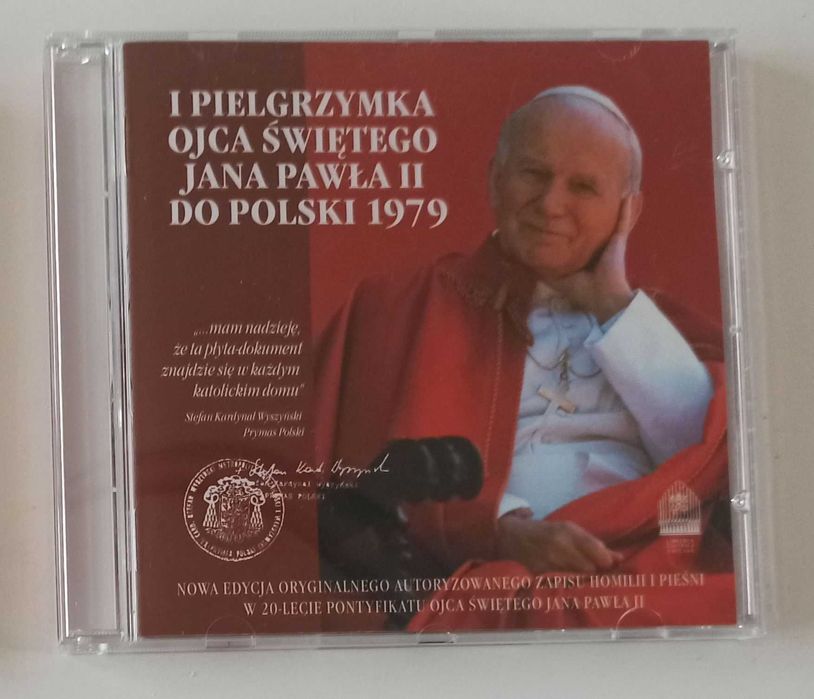 I PIELGRZYMKA
OJCA ŚWIĘTEGO
JANA PAWŁA II
DO POLSKI 1979
„...mam nadzieję,
że ta płyta-dokument
znajdzie się w każdym
katolickim domu"
Stefan Kardynał Wyszyński
Prymas Polski
NOWA EDYCJA ORYGINALNEGO AUTORYZOWANEGO ZAPISU HOMILII I PIEŚNI
W 20-LECIE PONTYFIKATU OJCA ŚWIĘTEGO JANA PAWŁA II